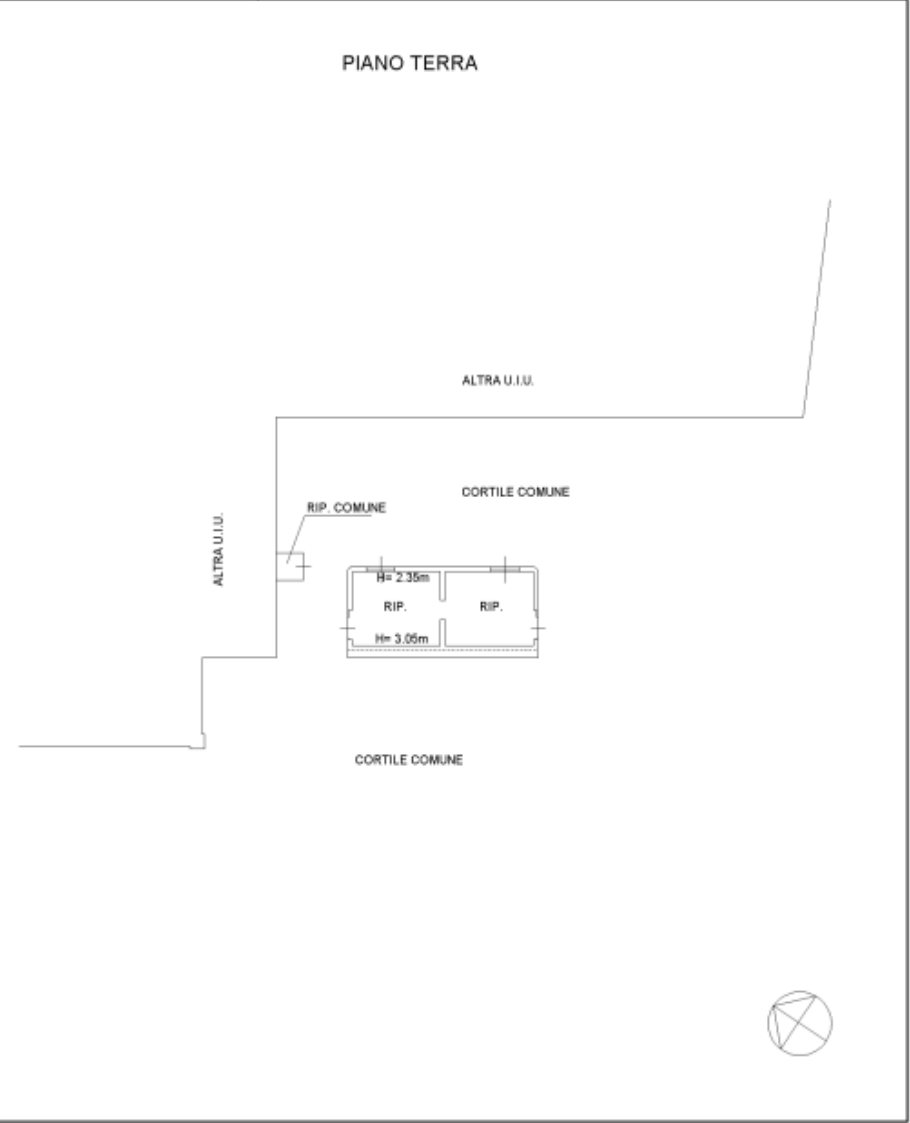 PIANO TERRA
ALTRA U.I.U.
CORTILE COMUNE
RIP. COMUNE
ALTRA U.I.U.
H= 2.35m
RIP.
RIP.
H= 3.05m
CORTILE COMUNE